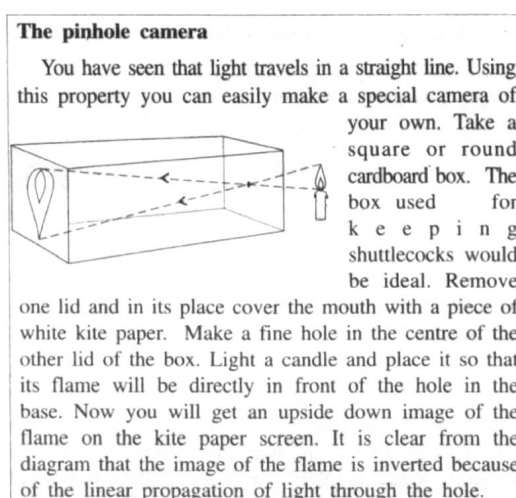 The pinhole camera
You have seen that light travels in a straight line. Using
this property you can easily make a special camera of
your own. Take a
square or round
cardboard box. The
box used for
k e e p i n g
shuttlecocks would
be ideal. Remove
one lid and in its place cover the mouth with a piece of
white kite paper. Make a fine hole in the centre of the
other lid of the box. Light a candle and place it so that
its flame will be directly in front of the hole in the
base. Now you will get an upside down image of the
flame on the kite paper screen. It is clear from the
diagram that the image of the flame is inverted because
of the linear propagation of light through the hole.